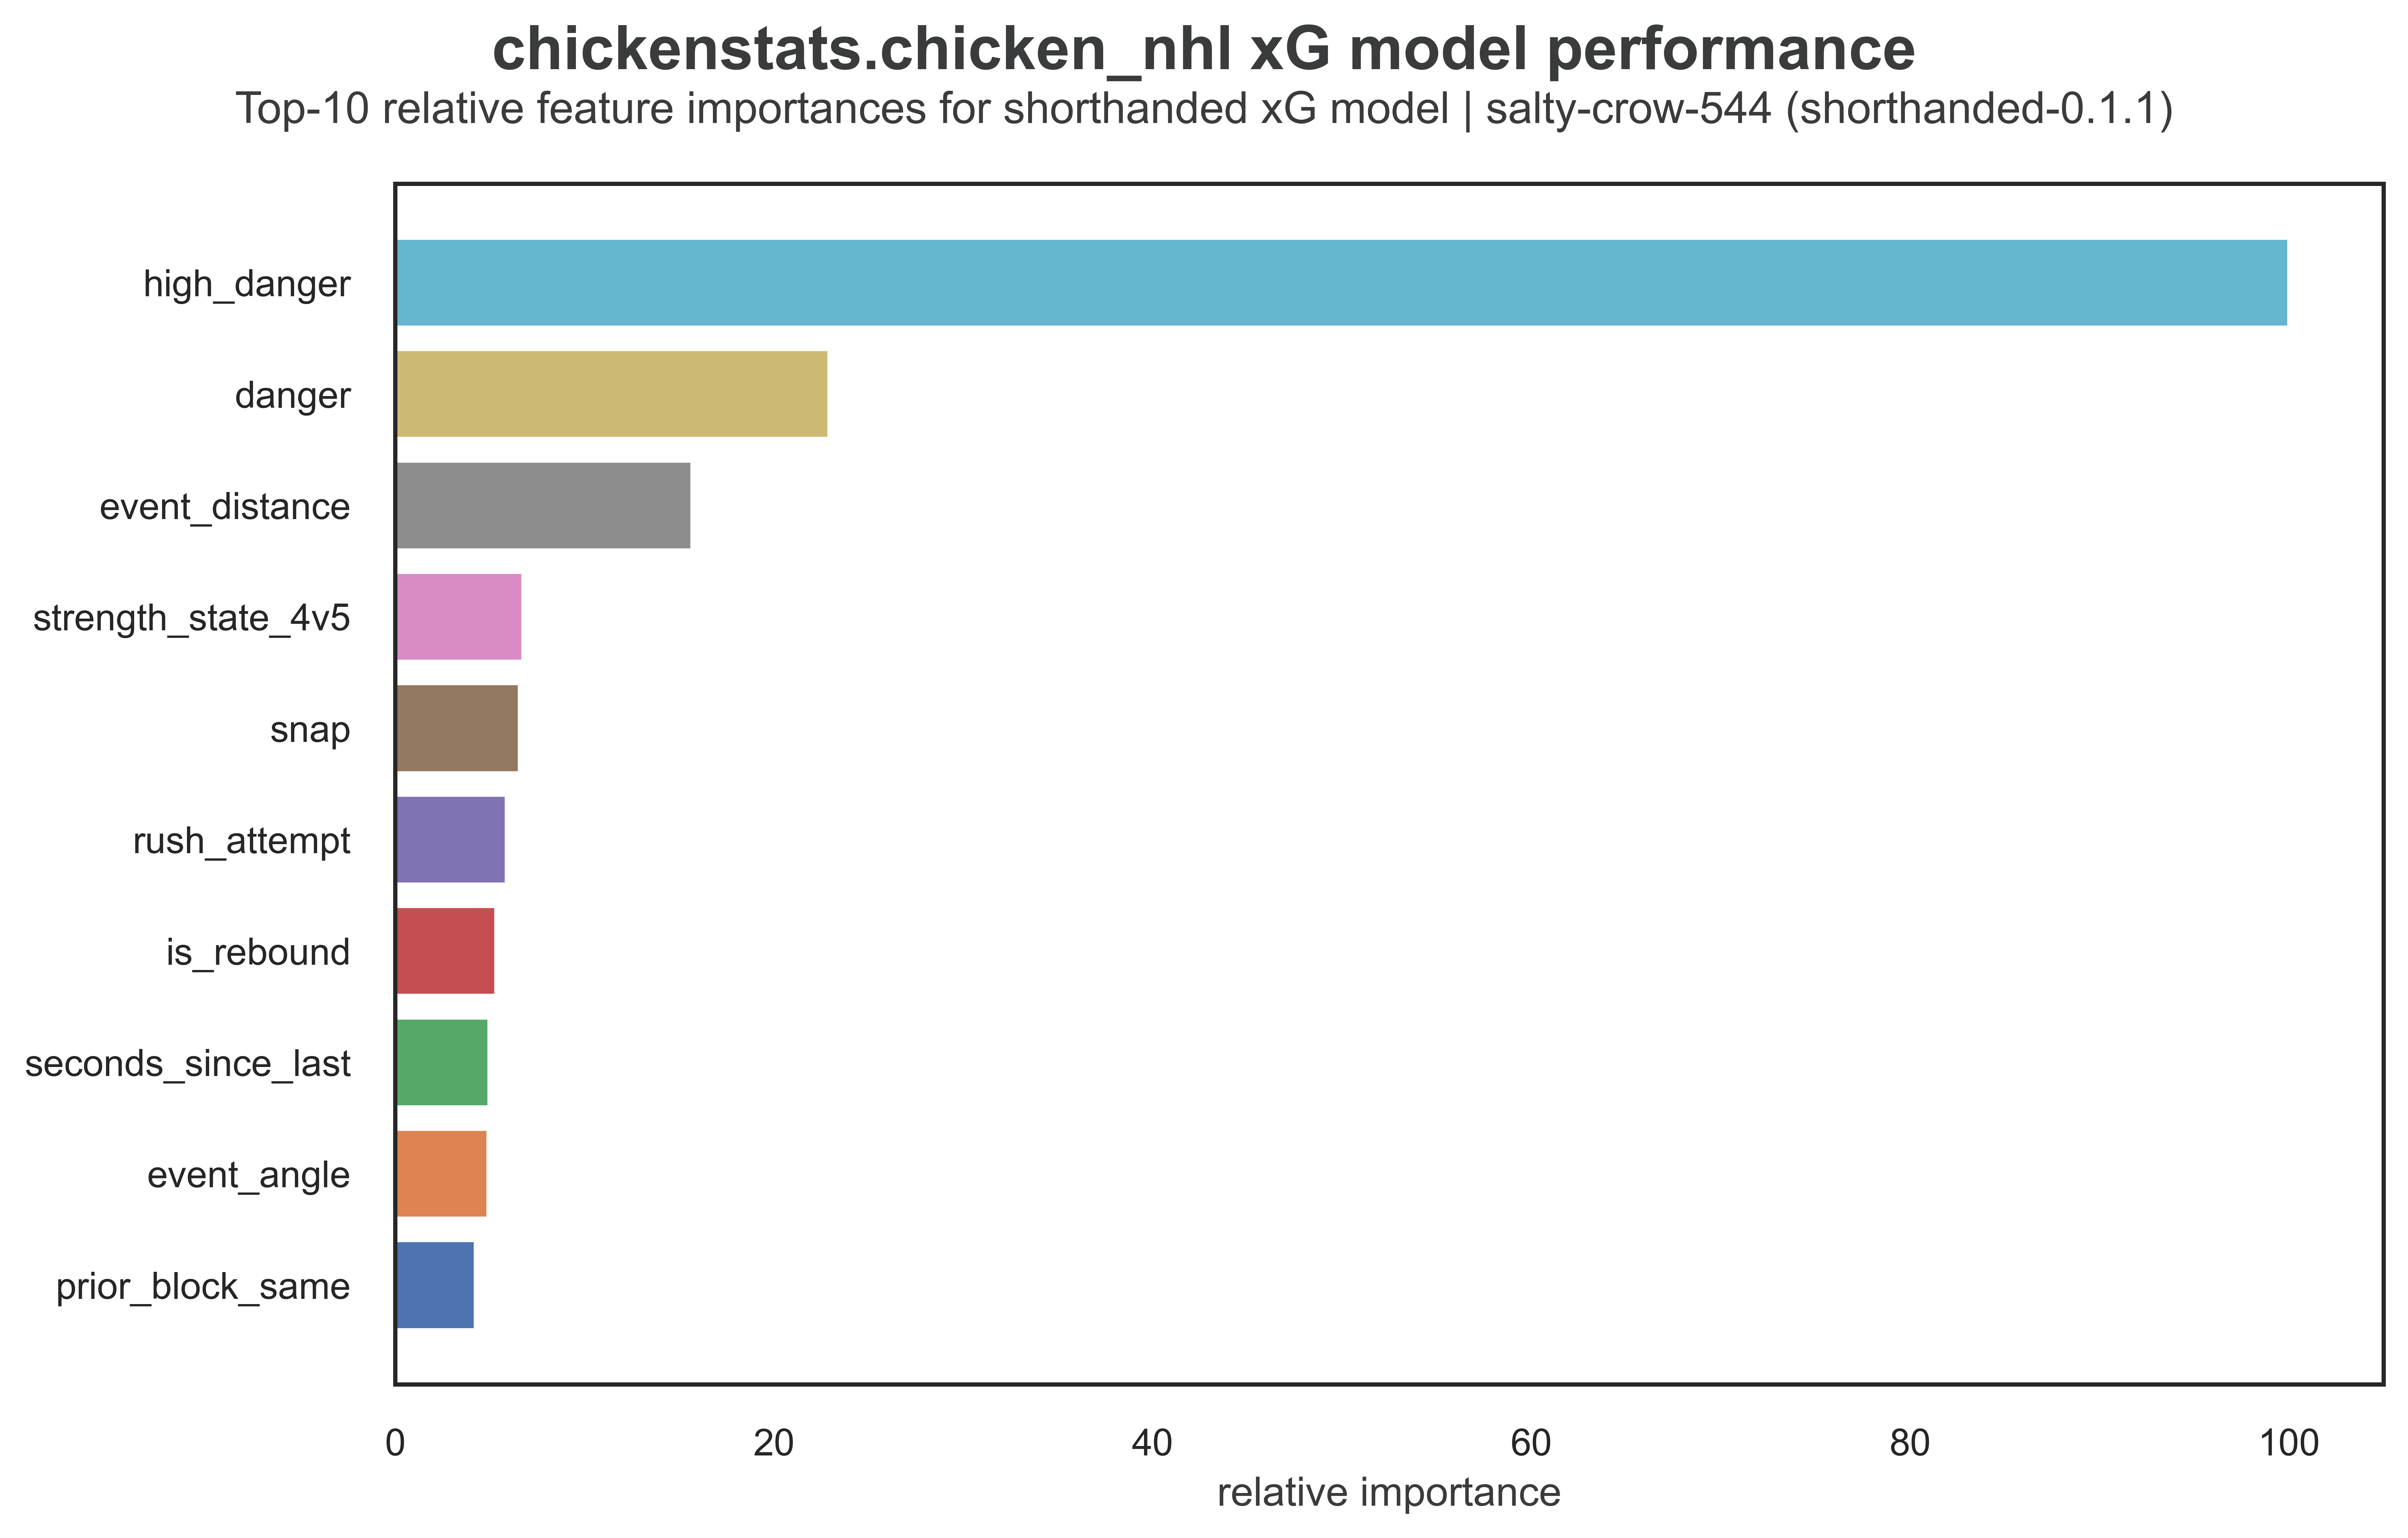 chickenstats.chicken_nhl xG model performance
Top-10 relative feature importances for shorthanded xG model | salty-crow-544 (shorthanded-0.1.1)
high_danger
danger
event_distance
strength_state_4v5
snap
rush_attempt
is_rebound
seconds_since_last
event_angle
prior_block_same
0 20 40 60 80 100
relative importance